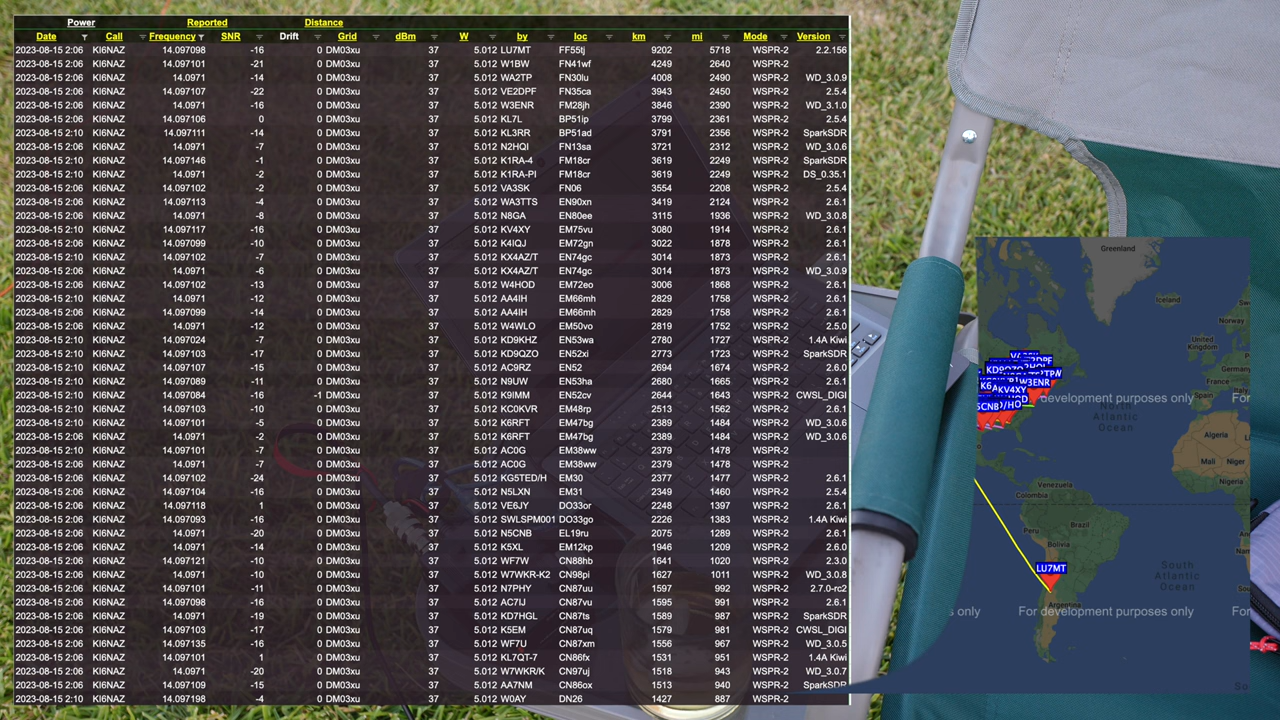 Power Reported Distance
Date Call Frequency SNR Drift Grid dBm W by loc km mi Mode Version
2023-08-15 2:06 KI6NAZ 14.097098 -16 0 DM03xu 37 5.012 LU7MT FF55tj 9202 5718 WSPR-2 2.2.156
2023-08-15 2:06 KI6NAZ 14.097101 -21 0 DM03xu 37 5.012 W1BW FN41wf 4249 2640 WSPR-2
2023-08-15 2:06 KI6NAZ 14.0971 -14 0 DM03xu 37 5.012 WA2TP FN30lu 4008 2490 WSPR-2 WD_3.0.9
2023-08-15 2:06 KI6NAZ 14.097107 -22 0 DM03xu 37 5.012 VE2DPF FN35ca 3943 2450 WSPR-2 2.5.4
2023-08-15 2:06 KI6NAZ 14.0971 -16 0 DM03xu 37 5.012 W3ENR FM28jh 3846 2390 WSPR-2 WD_3.1.0
2023-08-15 2:06 KI6NAZ 14.097106 0 0 DM03xu 37 5.012 KL7L BP51ip 3799 2361 WSPR-2 2.5.4
2023-08-15 2:10 KI6NAZ 14.097111 -14 0 DM03xu 37 5.012 KL3RR BP51ad 3791 2356 WSPR-2 SparkSDR
2023-08-15 2:06 KI6NAZ 14.0971 -7 0 DM03xu 37 5.012 N2HQI FN13sa 3721 2312 WSPR-2 WD_3.0.6
2023-08-15 2:10 KI6NAZ 14.097146 -1 0 DM03xu 37 5.012 K1RA-4 FM18cr 3619 2249 WSPR-2 SparkSDR
2023-08-15 2:06 KI6NAZ 14.0971 -2 0 DM03xu 37 5.012 K1RA-PI FM18cr 3619 2249 WSPR-2 DS_0.35.1
2023-08-15 2:06 KI6NAZ 14.097102 -2 0 DM03xu 37 5.012 VA3SK FN06 3554 2208 WSPR-2 2.5.4
2023-08-15 2:06 KI6NAZ 14.097113 -4 0 DM03xu 37 5.012 WA3TTS EN90xn 3419 2124 WSPR-2 2.6.1
2023-08-15 2:06 KI6NAZ 14.0971 -8 0 DM03xu 37 5.012 N8GA EN80ee 3115 1936 WSPR-2 WD_3.0.8
2023-08-15 2:10 KI6NAZ 14.097117 -16 0 DM03xu 37 5.012 KV4XY EM75vu 3080 1914 WSPR-2 2.6.1
2023-08-15 2:06 KI6NAZ 14.097099 -10 0 DM03xu 37 5.012 K4IQJ EM72gn 3022 1878 WSPR-2 2.6.1
2023-08-15 2:10 KI6NAZ 14.097102 -7 0 DM03xu 37 5.012 KX4AZ/T EN74gc 3014 1873 WSPR-2 2.6.1
2023-08-15 2:06 KI6NAZ 14.0971 -6 0 DM03xu 37 5.012 KX4AZ/T EN74gc 3014 1873 WSPR-2 WD_3.0.9
2023-08-15 2:06 KI6NAZ 14.097102 -13 0 DM03xu 37 5.012 W4HOD EM72eo 3006 1868 WSPR-2 2.6.1
2023-08-15 2:10 KI6NAZ 14.0971 -12 0 DM03xu 37 5.012 AA4IH EM66mh 2829 1758 WSPR-2 2.6.1
2023-08-15 2:06 KI6NAZ 14.097099 -14 0 DM03xu 37 5.012 AA4IH EM66mh 2829 1758 WSPR-2 2.6.1
2023-08-15 2:06 KI6NAZ 14.0971 -12 0 DM03xu 37 5.012 W4WLO EM50vo 2819 1752 WSPR-2 2.5.0
2023-08-15 2:06 KI6NAZ 14.097024 -7 0 DM03xu 37 5.012 KD9KHZ EN53wa 2780 1727 WSPR-2 1.4A Kiwi
2023-08-15 2:10 KI6NAZ 14.097103 -17 0 DM03xu 37 5.012 KD9QZO EN52xi 2773 1723 WSPR-2 SparkSDR
2023-08-15 2:10 KI6NAZ 14.097107 -15 0 DM03xu 37 5.012 AC9RZ EN52 2694 1674 WSPR-2 2.6.0
2023-08-15 2:06 KI6NAZ 14.097089 -11 0 DM03xu 37 5.012 N9UW EN53ha 2680 1665 WSPR-2 2.6.1
2023-08-15 2:06 KI6NAZ 14.097084 -16 -1 DM03xu 37 5.012 K9IMM EN52cv 2644 1643 WSPR-2 CWSL_DIGI
2023-08-15 2:06 KI6NAZ 14.097103 -10 0 DM03xu 37 5.012 KC0KVR EM48rp 2513 1562 WSPR-2 2.6.1
2023-08-15 2:10 KI6NAZ 14.097101 -5 0 DM03xu 37 5.012 K6RFT EM47bg 2389 1484 WSPR-2 WD_3.0.6
2023-08-15 2:06 KI6NAZ 14.0971 -2 0 DM03xu 37 5.012 K6RFT EM47bg 2389 1484 WSPR-2 WD_3.0.6
2023-08-15 2:10 KI6NAZ 14.097101 -7 0 DM03xu 37 5.012 AC0G EM38ww 2379 1478 WSPR-2
2023-08-15 2:06 KI6NAZ 14.0971 -7 0 DM03xu 37 5.012 AC0G EM38ww 2379 1478 WSPR-2
2023-08-15 2:10 KI6NAZ 14.097102 -24 0 DM03xu 37 5.012 KG5TED/H EM30 2377 1477 WSPR-2 2.6.1
2023-08-15 2:06 KI6NAZ 14.097104 -16 0 DM03xu 37 5.012 N5LXN EM31 2349 1460 WSPR-2 2.5.4
2023-08-15 2:06 KI6NAZ 14.097118 1 0 DM03xu 37 5.012 VE6JY DO33or 2248 1397 WSPR-2 2.6.1
2023-08-15 2:06 KI6NAZ 14.097093 -16 0 DM03xu 37 5.012 SWLSPM001 DO33go 2226 1383 WSPR-2 1.4A Kiwi
2023-08-15 2:06 KI6NAZ 14.0971 -20 0 DM03xu 37 5.012 N5CNB EL19ru 2075 1289 WSPR-2 2.6.1
2023-08-15 2:06 KI6NAZ 14.0971 -14 0 DM03xu 37 5.012 K5XL EM12kp 1946 1209 WSPR-2 2.6.0
2023-08-15 2:06 KI6NAZ 14.097121 -10 0 DM03xu 37 5.012 WF7W CN88hb 1641 1020 WSPR-2 2.3.0
2023-08-15 2:06 KI6NAZ 14.0971 -10 0 DM03xu 37 5.012 W7WKR-K2 CN98pi 1627 1011 WSPR-2 WD_3.0.8
2023-08-15 2:06 KI6NAZ 14.097101 -11 0 DM03xu 37 5.012 N7PHY CN87uu 1597 992 WSPR-2 2.7.0-rc2
2023-08-15 2:06 KI6NAZ 14.097098 -16 0 DM03xu 37 5.012 AC7IJ CN87vu 1595 991 WSPR-2 2.6.1
2023-08-15 2:06 KI6NAZ 14.0971 -19 0 DM03xu 37 5.012 KD7HGL CN87ts 1589 987 WSPR-2 SparkSDR
2023-08-15 2:06 KI6NAZ 14.097103 -17 0 DM03xu 37 5.012 K5EM CN87uq 1579 981 WSPR-2 CWSL_DIGI
2023-08-15 2:06 KI6NAZ 14.097135 -16 0 DM03xu 37 5.012 WF7U CN87xm 1556 967 WSPR-2 WD_3.0.5
2023-08-15 2:06 KI6NAZ 14.097101 1 0 DM03xu 37 5.012 KL7QT-7 CN86fx 1531 951 WSPR-2 1.4A Kiwi
2023-08-15 2:06 KI6NAZ 14.0971 -20 0 DM03xu 37 5.012 W7WKR/K CN97uj 1518 943 WSPR-2 WD_3.0.7
2023-08-15 2:06 KI6NAZ 14.097109 -15 0 DM03xu 37 5.012 AA7NM CN86ox 1513 940 WSPR-2 SparkSDR
2023-08-15 2:10 KI6NAZ 14.097198 -4 0 DM03xu 37 5.012 W0AY DN26 1427 887 WSPR-2
Greenland
Iceland
Norway
United Kingdom
Germany
France
Spain
W3ENR
KV4XY
development purposes only
North Atlantic Ocean
Algeria
Mali Niger
Nigeria
Venezuela
Colombia
Brazil
Peru
Bolivia
LU7MT
South Atlantic Ocean
Argentina
s only For development purposes only For